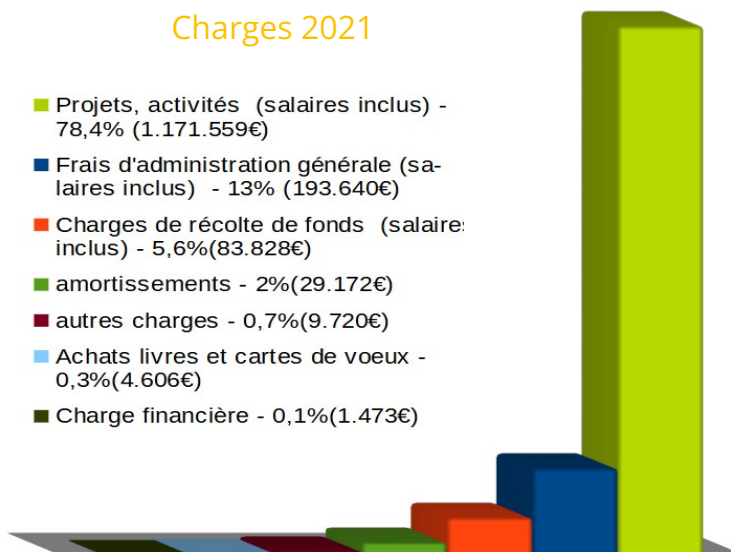 Charges 2021
Projets, activités (salaires inclus) -
78,4% (1.171.559€)
Frais d'administration générale (sa-
laires inclus) - 13% (193.640€)
Charges de récolte de fonds (salaires
inclus) - 5,6%(83.828€)
amortissements - 2%(29.172€)
autres charges - 0,7%(9.720€)
Achats livres et cartes de voeux -
0,3%(4.606€)
Charge financière - 0,1%(1.473€)